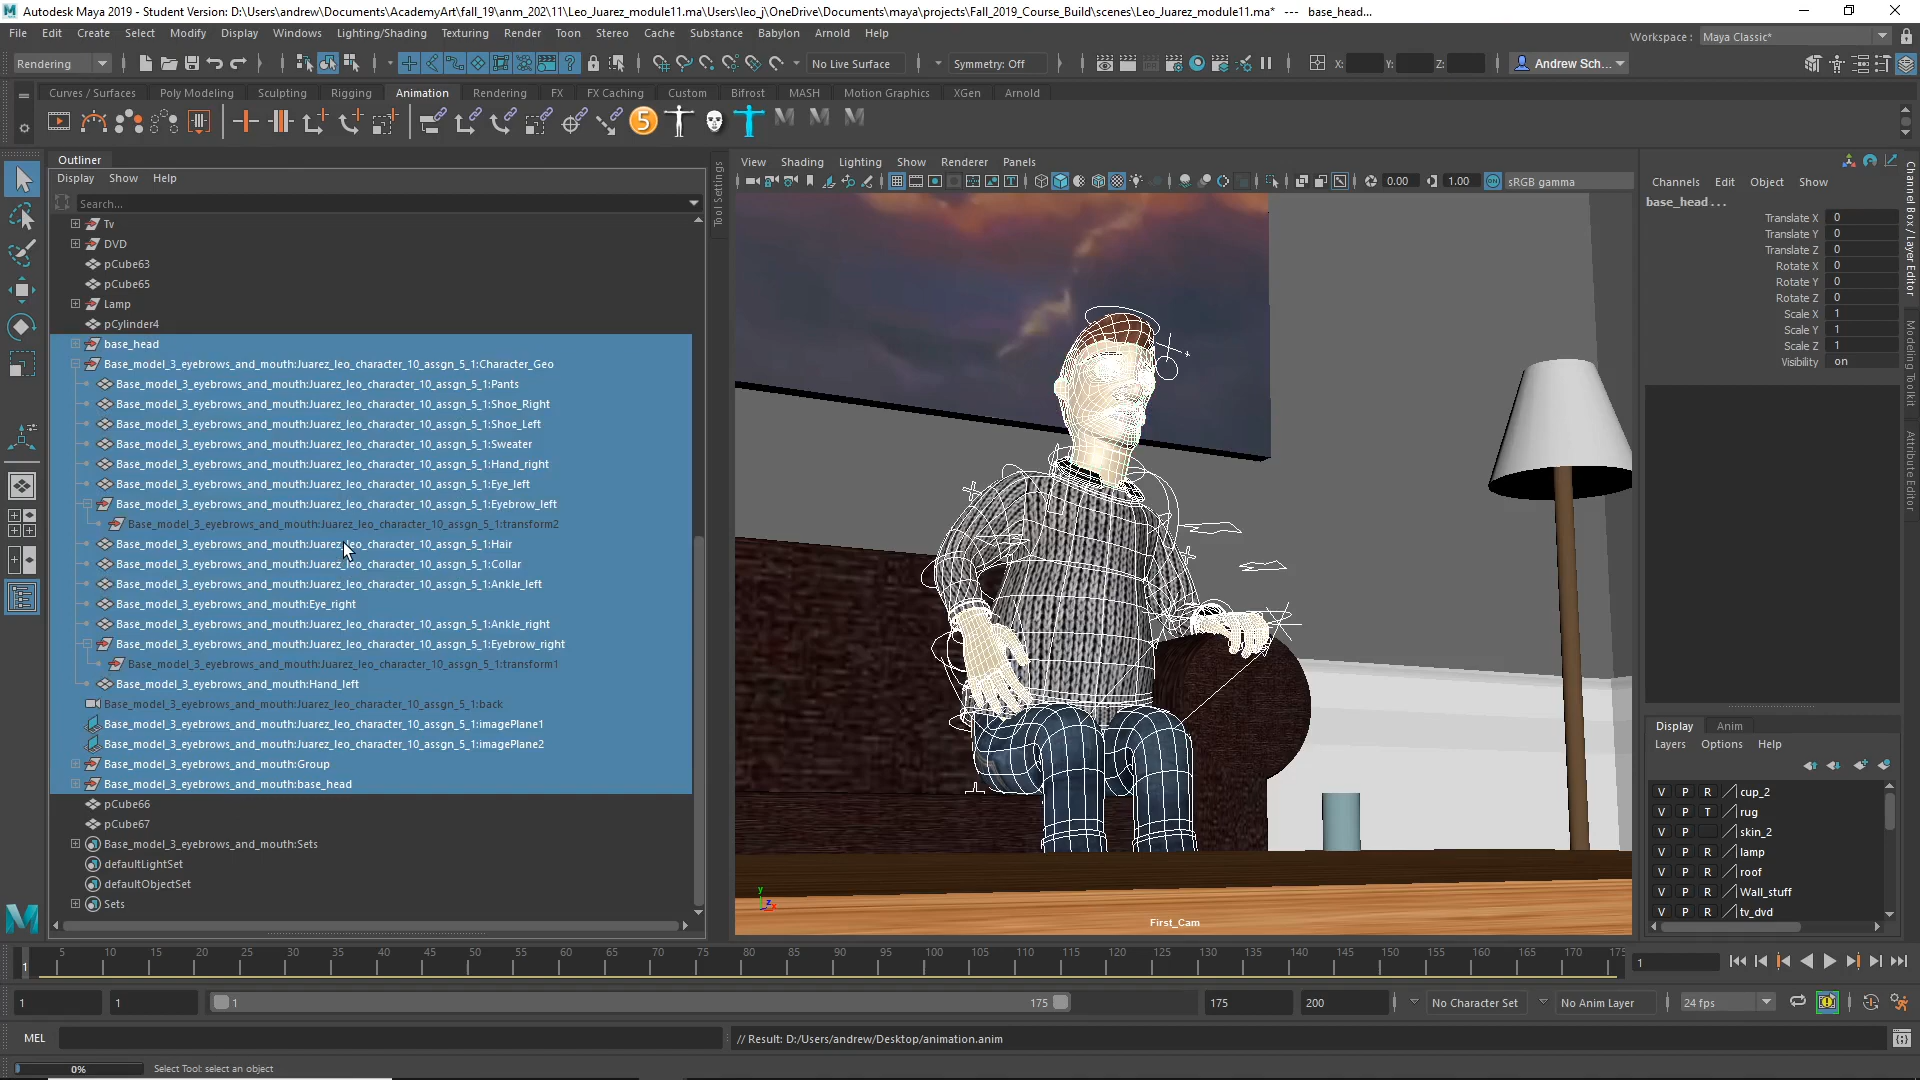 Autodesk Maya 2019 - Student Version: D:\Users\andrew\Documents\AcademyArt\fall_19\anm_202\11\Leo_Juarez_module11.ma\Users\leo_j\OneDrive\Documents\maya\projects\Fall_2019_Course_Build\scenes\Leo_Juarez_module11.ma* --- base_head...
File Edit Create Select Modify Display Windows Lighting/Shading Texturing Render Toon Stereo Cache Substance Babylon Arnold Help
Workspace : Maya Classic*
Rendering No Live Surface Symmetry: Off X: Y: Z: Andrew Sch...
Curves / Surfaces Poly Modeling Sculpting Rigging Animation Rendering FX FX Caching Custom Bifrost MASH Motion Graphics XGen Arnold
Outliner
Display Show Help
Search...
Tv
DVD
pCube63
pCube65
Lamp
pCylinder4
base_head
Base_model_3_eyebrows_and_mouth:Juarez_leo_character_10_assgn_5_1:Character_Geo
Base_model_3_eyebrows_and_mouth:Juarez_leo_character_10_assgn_5_1:Pants
Base_model_3_eyebrows_and_mouth:Juarez_leo_character_10_assgn_5_1:Shoe_Right
Base_model_3_eyebrows_and_mouth:Juarez_leo_character_10_assgn_5_1:Shoe_Left
Base_model_3_eyebrows_and_mouth:Juarez_leo_character_10_assgn_5_1:Sweater
Base_model_3_eyebrows_and_mouth:Juarez_leo_character_10_assgn_5_1:Hand_right
Base_model_3_eyebrows_and_mouth:Juarez_leo_character_10_assgn_5_1:Eye_left
Base_model_3_eyebrows_and_mouth:Juarez_leo_character_10_assgn_5_1:Eyebrow_left
Base_model_3_eyebrows_and_mouth:Juarez_leo_character_10_assgn_5_1:transform2
Base_model_3_eyebrows_and_mouth:Juarez_leo_character_10_assgn_5_1:Hair
Base_model_3_eyebrows_and_mouth:Juarez_leo_character_10_assgn_5_1:Collar
Base_model_3_eyebrows_and_mouth:Juarez_leo_character_10_assgn_5_1:Ankle_left
Base_model_3_eyebrows_and_mouth:Eye_right
Base_model_3_eyebrows_and_mouth:Juarez_leo_character_10_assgn_5_1:Ankle_right
Base_model_3_eyebrows_and_mouth:Juarez_leo_character_10_assgn_5_1:Eyebrow_right
Base_model_3_eyebrows_and_mouth:Juarez_leo_character_10_assgn_5_1:transform1
Base_model_3_eyebrows_and_mouth:Hand_left
Base_model_3_eyebrows_and_mouth:Juarez_leo_character_10_assgn_5_1:back
Base_model_3_eyebrows_and_mouth:Juarez_leo_character_10_assgn_5_1:imagePlane1
Base_model_3_eyebrows_and_mouth:Juarez_leo_character_10_assgn_5_1:imagePlane2
Base_model_3_eyebrows_and_mouth:Group
Base_model_3_eyebrows_and_mouth:base_head
pCube66
pCube67
Base_model_3_eyebrows_and_mouth:Sets
defaultLightSet
defaultObjectSet
Sets
Tool Settings
View Shading Lighting Show Renderer Panels
0.00 1.00 sRGB gamma
First_Cam
Channels Edit Object Show
base_head...
Translate X 0
Translate Y 0
Translate Z 0
Rotate X 0
Rotate Y 0
Rotate Z 0
Scale X 1
Scale Y 1
Scale Z 1
Visibility on
Channel Box / Layer Editor
Modeling Toolkit
Attribute Editor
Display Anim
Layers Options Help
V P R cup_2
V P T rug
V P skin_2
V P R lamp
V P R roof
V P R Wall_stuff
V P R tv_dvd
1 5 10 15 20 25 30 35 40 45 50 55 60 65 70 75 80 85 90 95 100 105 110 115 120 125 130 135 140 145 150 155 160 165 170 175 1
1 1 1 175 175 200 No Character Set No Anim Layer 24 fps
MEL // Result: D:/Users/andrew/Desktop/animation.anim
0% Select Tool: select an object